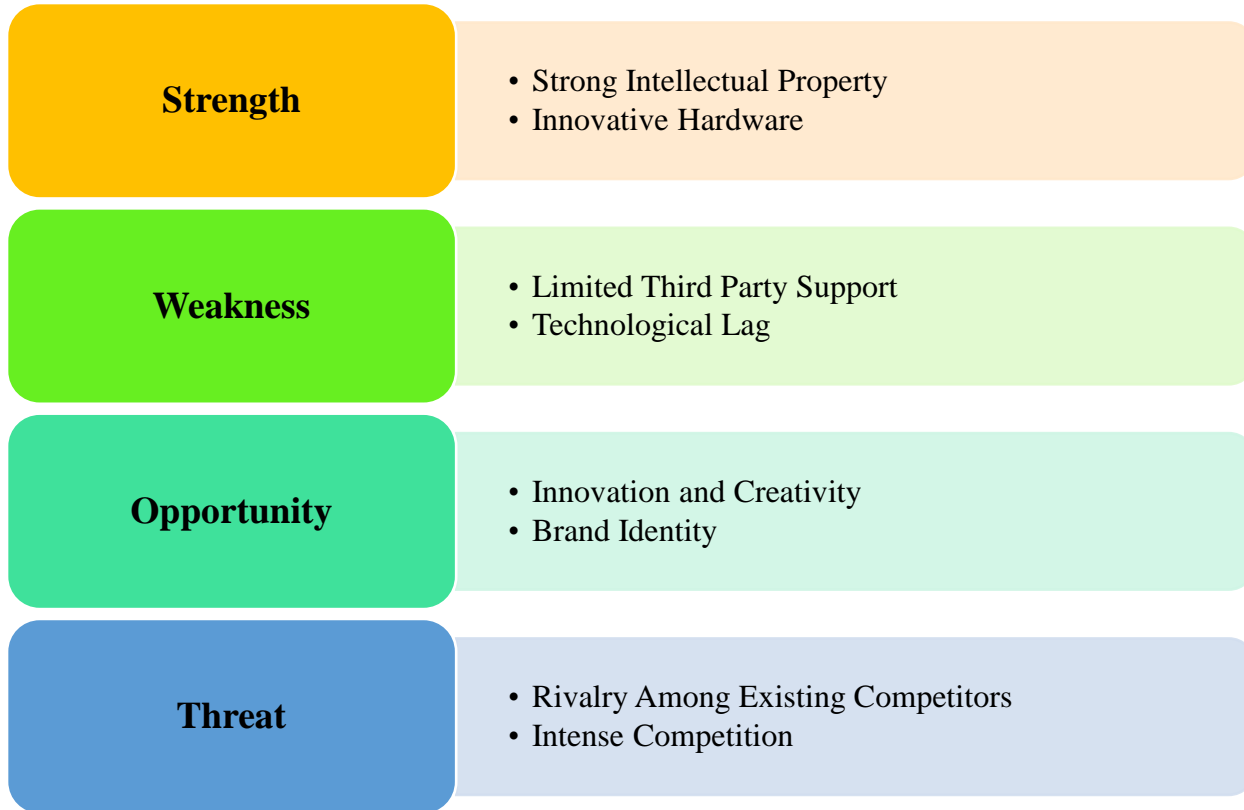 Strength
• Strong Intellectual Property
• Innovative Hardware
Weakness
• Limited Third Party Support
• Technological Lag
Opportunity
• Innovation and Creativity
• Brand Identity
Threat
• Rivalry Among Existing Competitors
• Intense Competition